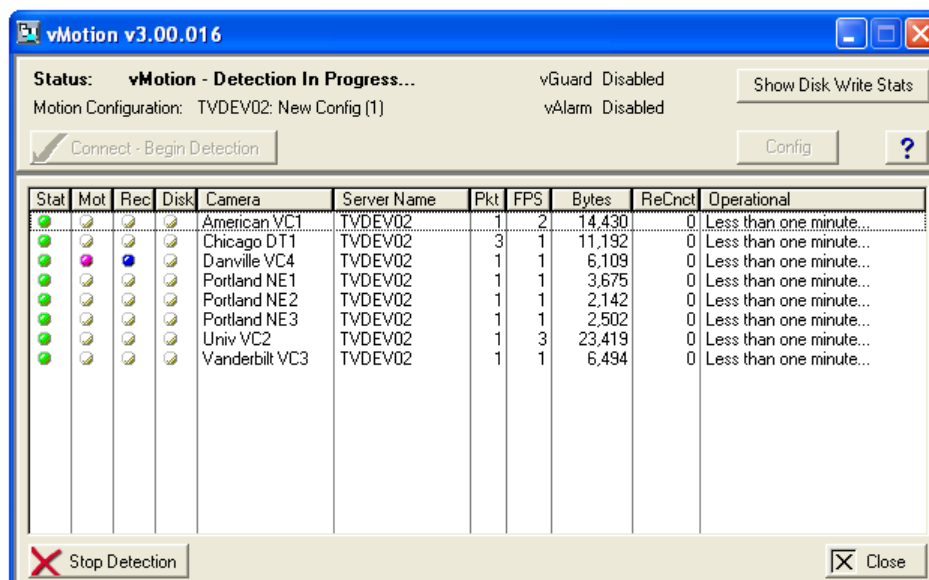 vMotion v3.00.016
Status: vMotion - Detection In Progress... vGuard Disabled Show Disk Write Stats
Motion Configuration: TVDEV02: New Config (1) vAlarm Disabled
Connect - Begin Detection Config ?
Stat Mot Rec Disk Camera Server Name Pkt FPS Bytes ReCnct Operational
American VC1 TVDEV02 1 2 14,430 0 Less than one minute...
Chicago DT1 TVDEV02 3 1 11,192 0 Less than one minute...
Danville VC4 TVDEV02 1 1 6,109 0 Less than one minute...
Portland NE1 TVDEV02 1 1 3,675 0 Less than one minute...
Portland NE2 TVDEV02 1 1 2,142 0 Less than one minute...
Portland NE3 TVDEV02 1 1 2,502 0 Less than one minute...
Univ VC2 TVDEV02 1 3 23,419 0 Less than one minute...
Vanderbilt VC3 TVDEV02 1 1 6,494 0 Less than one minute...
Stop Detection Close